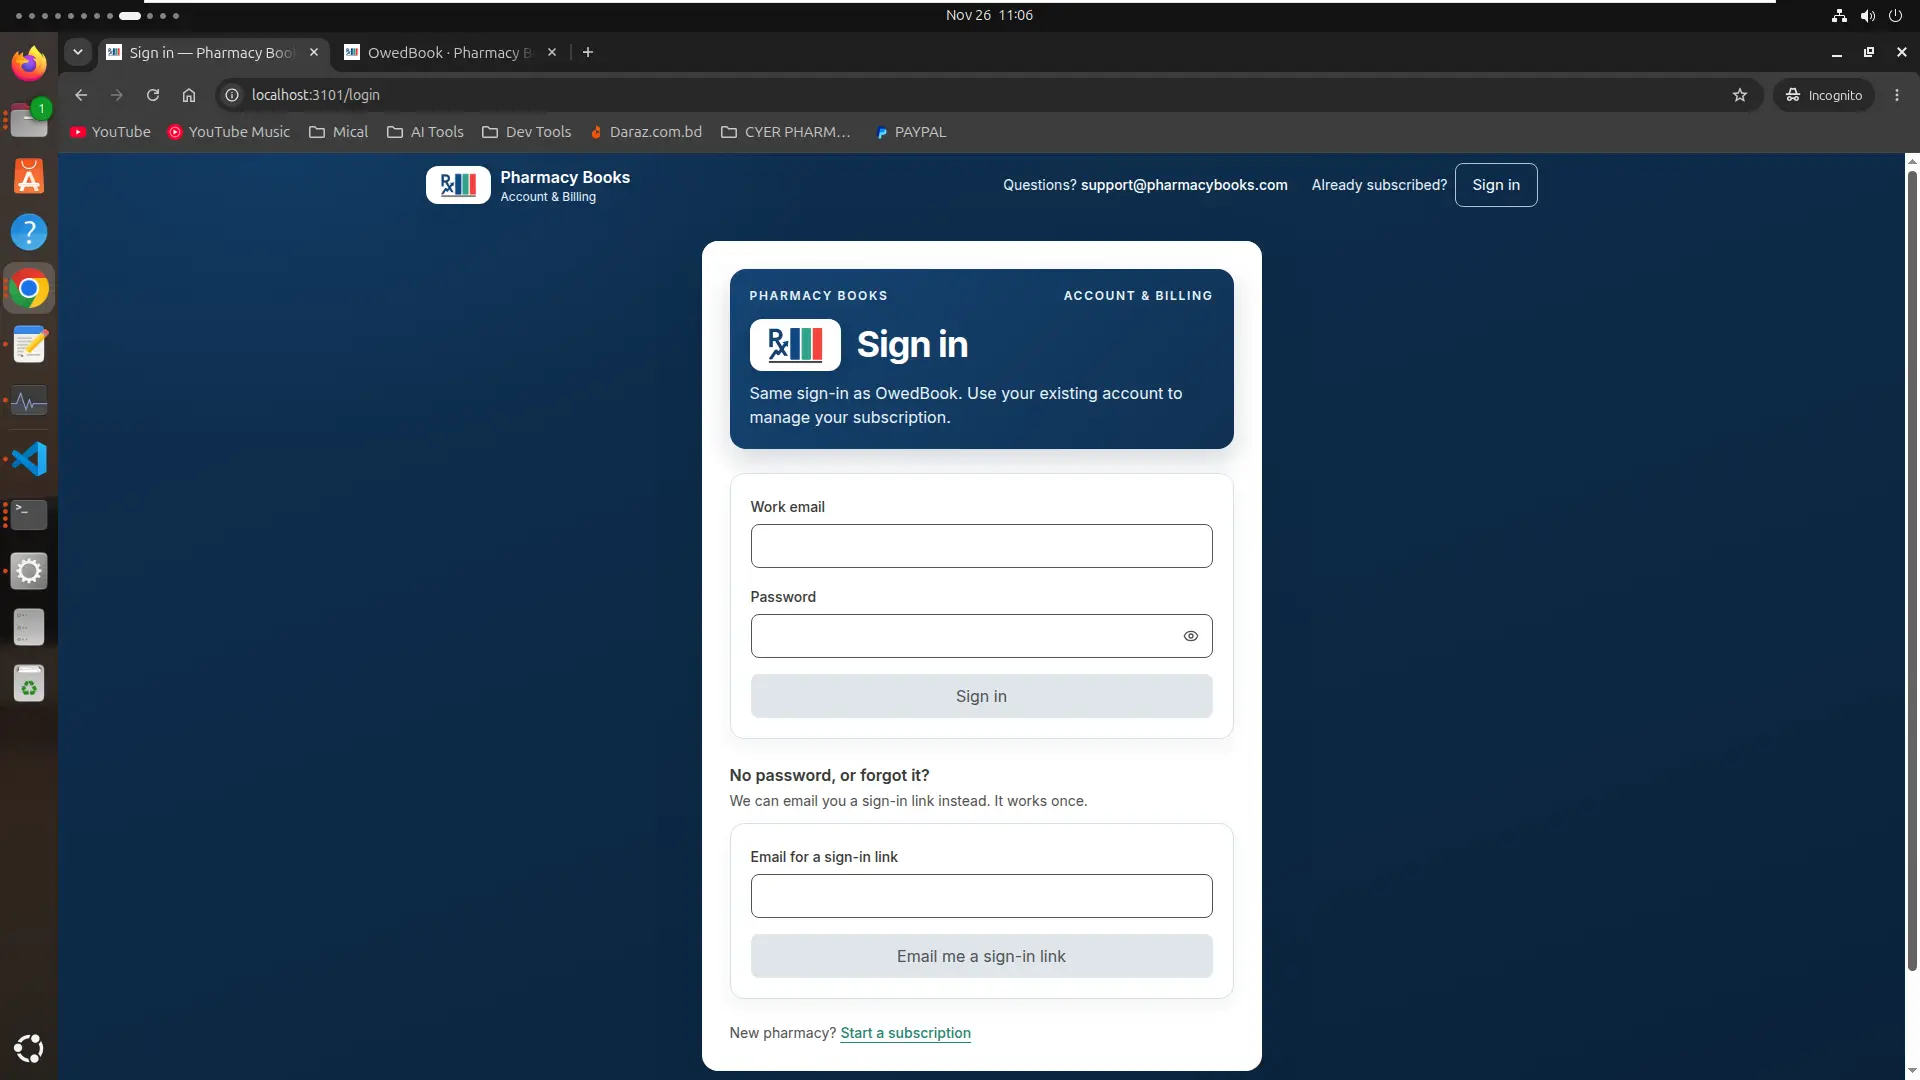 Nov 26 11:06
1
Sign in — Pharmacy Boo
OwedBook · Pharmacy B
localhost:3101/login
Incognito
YouTube
YouTube Music
Mical
AI Tools
Dev Tools
Daraz.com.bd
CYER PHARM...
PAYPAL
Rx
Pharmacy Books
Account & Billing
Questions? support@pharmacybooks.com
Already subscribed?
Sign in
PHARMACY BOOKS
ACCOUNT & BILLING
Rx
Sign in
Same sign-in as OwedBook. Use your existing account to
manage your subscription.
Work email
Password
Sign in
No password, or forgot it?
We can email you a sign-in link instead. It works once.
Email for a sign-in link
Email me a sign-in link
New pharmacy? Start a subscription